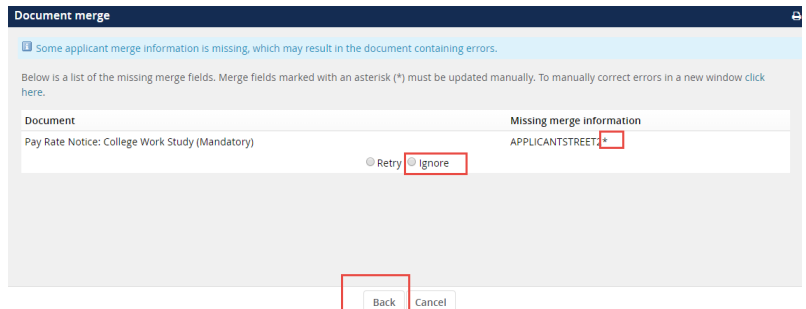 Document merge
Some applicant merge information is missing, which may result in the document containing errors.
Below is a list of the missing merge fields. Merge fields marked with an asterisk (*) must be updated manually. To manually correct errors in a new window click
here.
Document Missing merge information
Pay Rate Notice: College Work Study (Mandatory) APPLICANTSTREET2*
Retry Ignore
Back Cancel